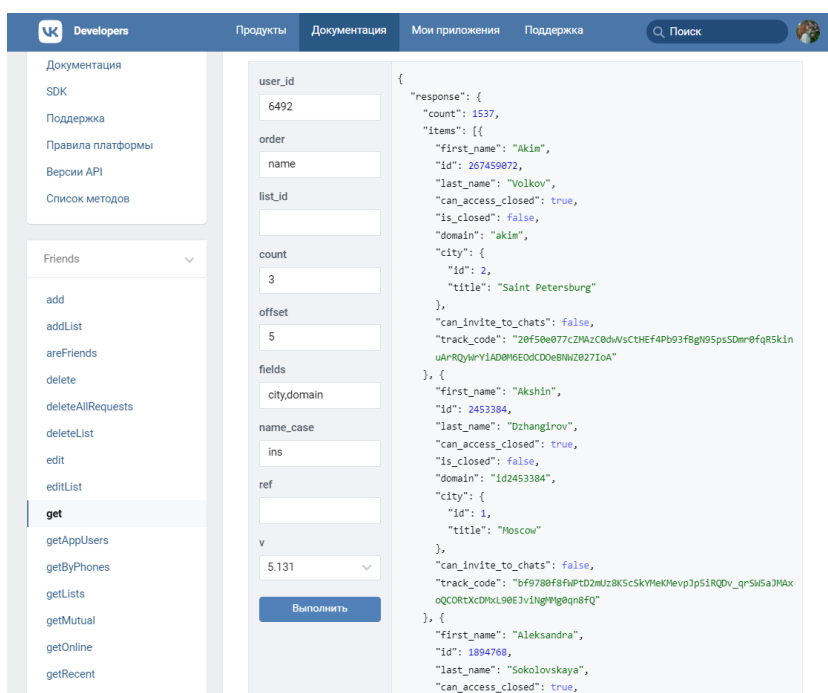 Developers
Продукты
Документация
Мои приложения
Поддержка
Поиск
Документация
SDK
Поддержка
Правила платформы
Версии API
Список методов
Friends
add
addList
areFriends
delete
deleteAllRequests
deleteList
edit
editList
get
getAppUsers
getByPhones
getLists
getMutual
getOnline
getRecent
user_id
6492
order
name
list_id
count
3
offset
5
fields
city,domain
name_case
ins
ref
v
5.131
Выполнить
{
"response": {
"count": 1537,
"items": [{
"first_name": "Akim",
"id": 267459072,
"last_name": "Volkov",
"can_access_closed": true,
"is_closed": false,
"domain": "akim",
"city": {
"id": 2,
"title": "Saint Petersburg"
},
"can_invite_to_chats": false,
"track_code": "20f50e077cZMAzC0dwVsCtHEf4Pb93fBgN95psSDmr0fqR5kin
uArRQyWrYiAD0M6EOdCDOeBNWZ027IoA"
}, {
"first_name": "Akshin",
"id": 2453384,
"last_name": "Dzhangirov",
"can_access_closed": true,
"is_closed": false,
"domain": "id2453384",
"city": {
"id": 1,
"title": "Moscow"
},
"can_invite_to_chats": false,
"track_code": "bf9780f8fWPtD2mUz8K5cSkYMeKMevpJp5iRQDv_qrSW5aJMAx
oQCORtXcDMxL90EJviNgMMg0qn8fQ"
}, {
"first_name": "Aleksandra",
"id": 1894768,
"last_name": "Sokolovskaya",
"can_access_closed": true,